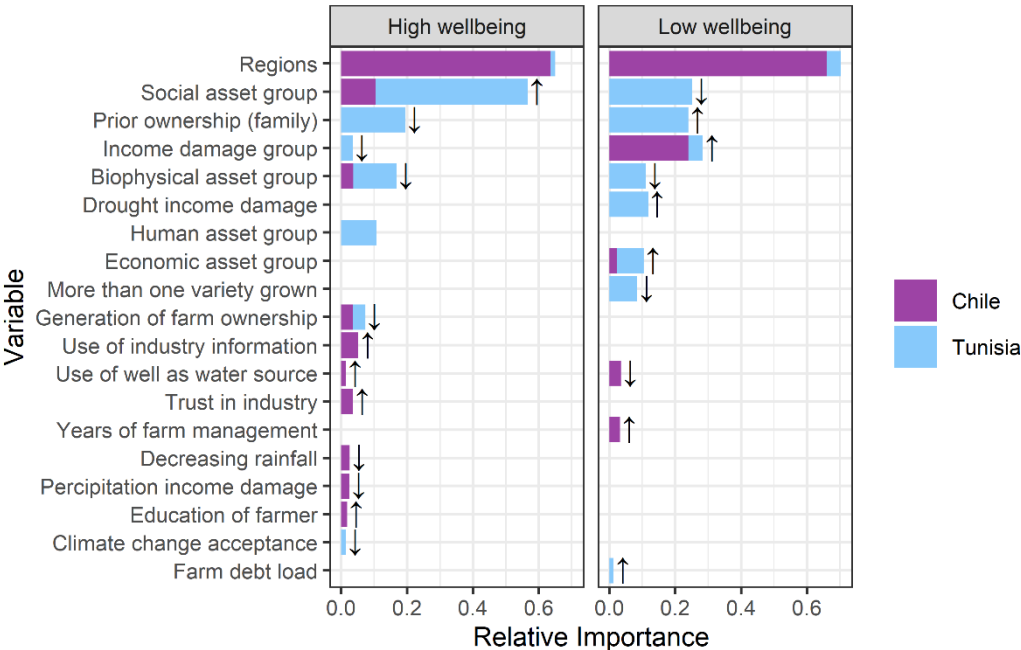 High wellbeing
Low wellbeing
Regions
Social asset group
Prior ownership (family)
Income damage group
Biophysical asset group
Drought income damage
Human asset group
Economic asset group
More than one variety grown
Generation of farm ownership
Use of industry information
Use of well as water source
Trust in industry
Years of farm management
Decreasing rainfall
Percipitation income damage
Education of farmer
Climate change acceptance
Farm debt load
Variable
0.0 0.2 0.4 0.6
0.0 0.2 0.4 0.6
Relative Importance
Chile
Tunisia